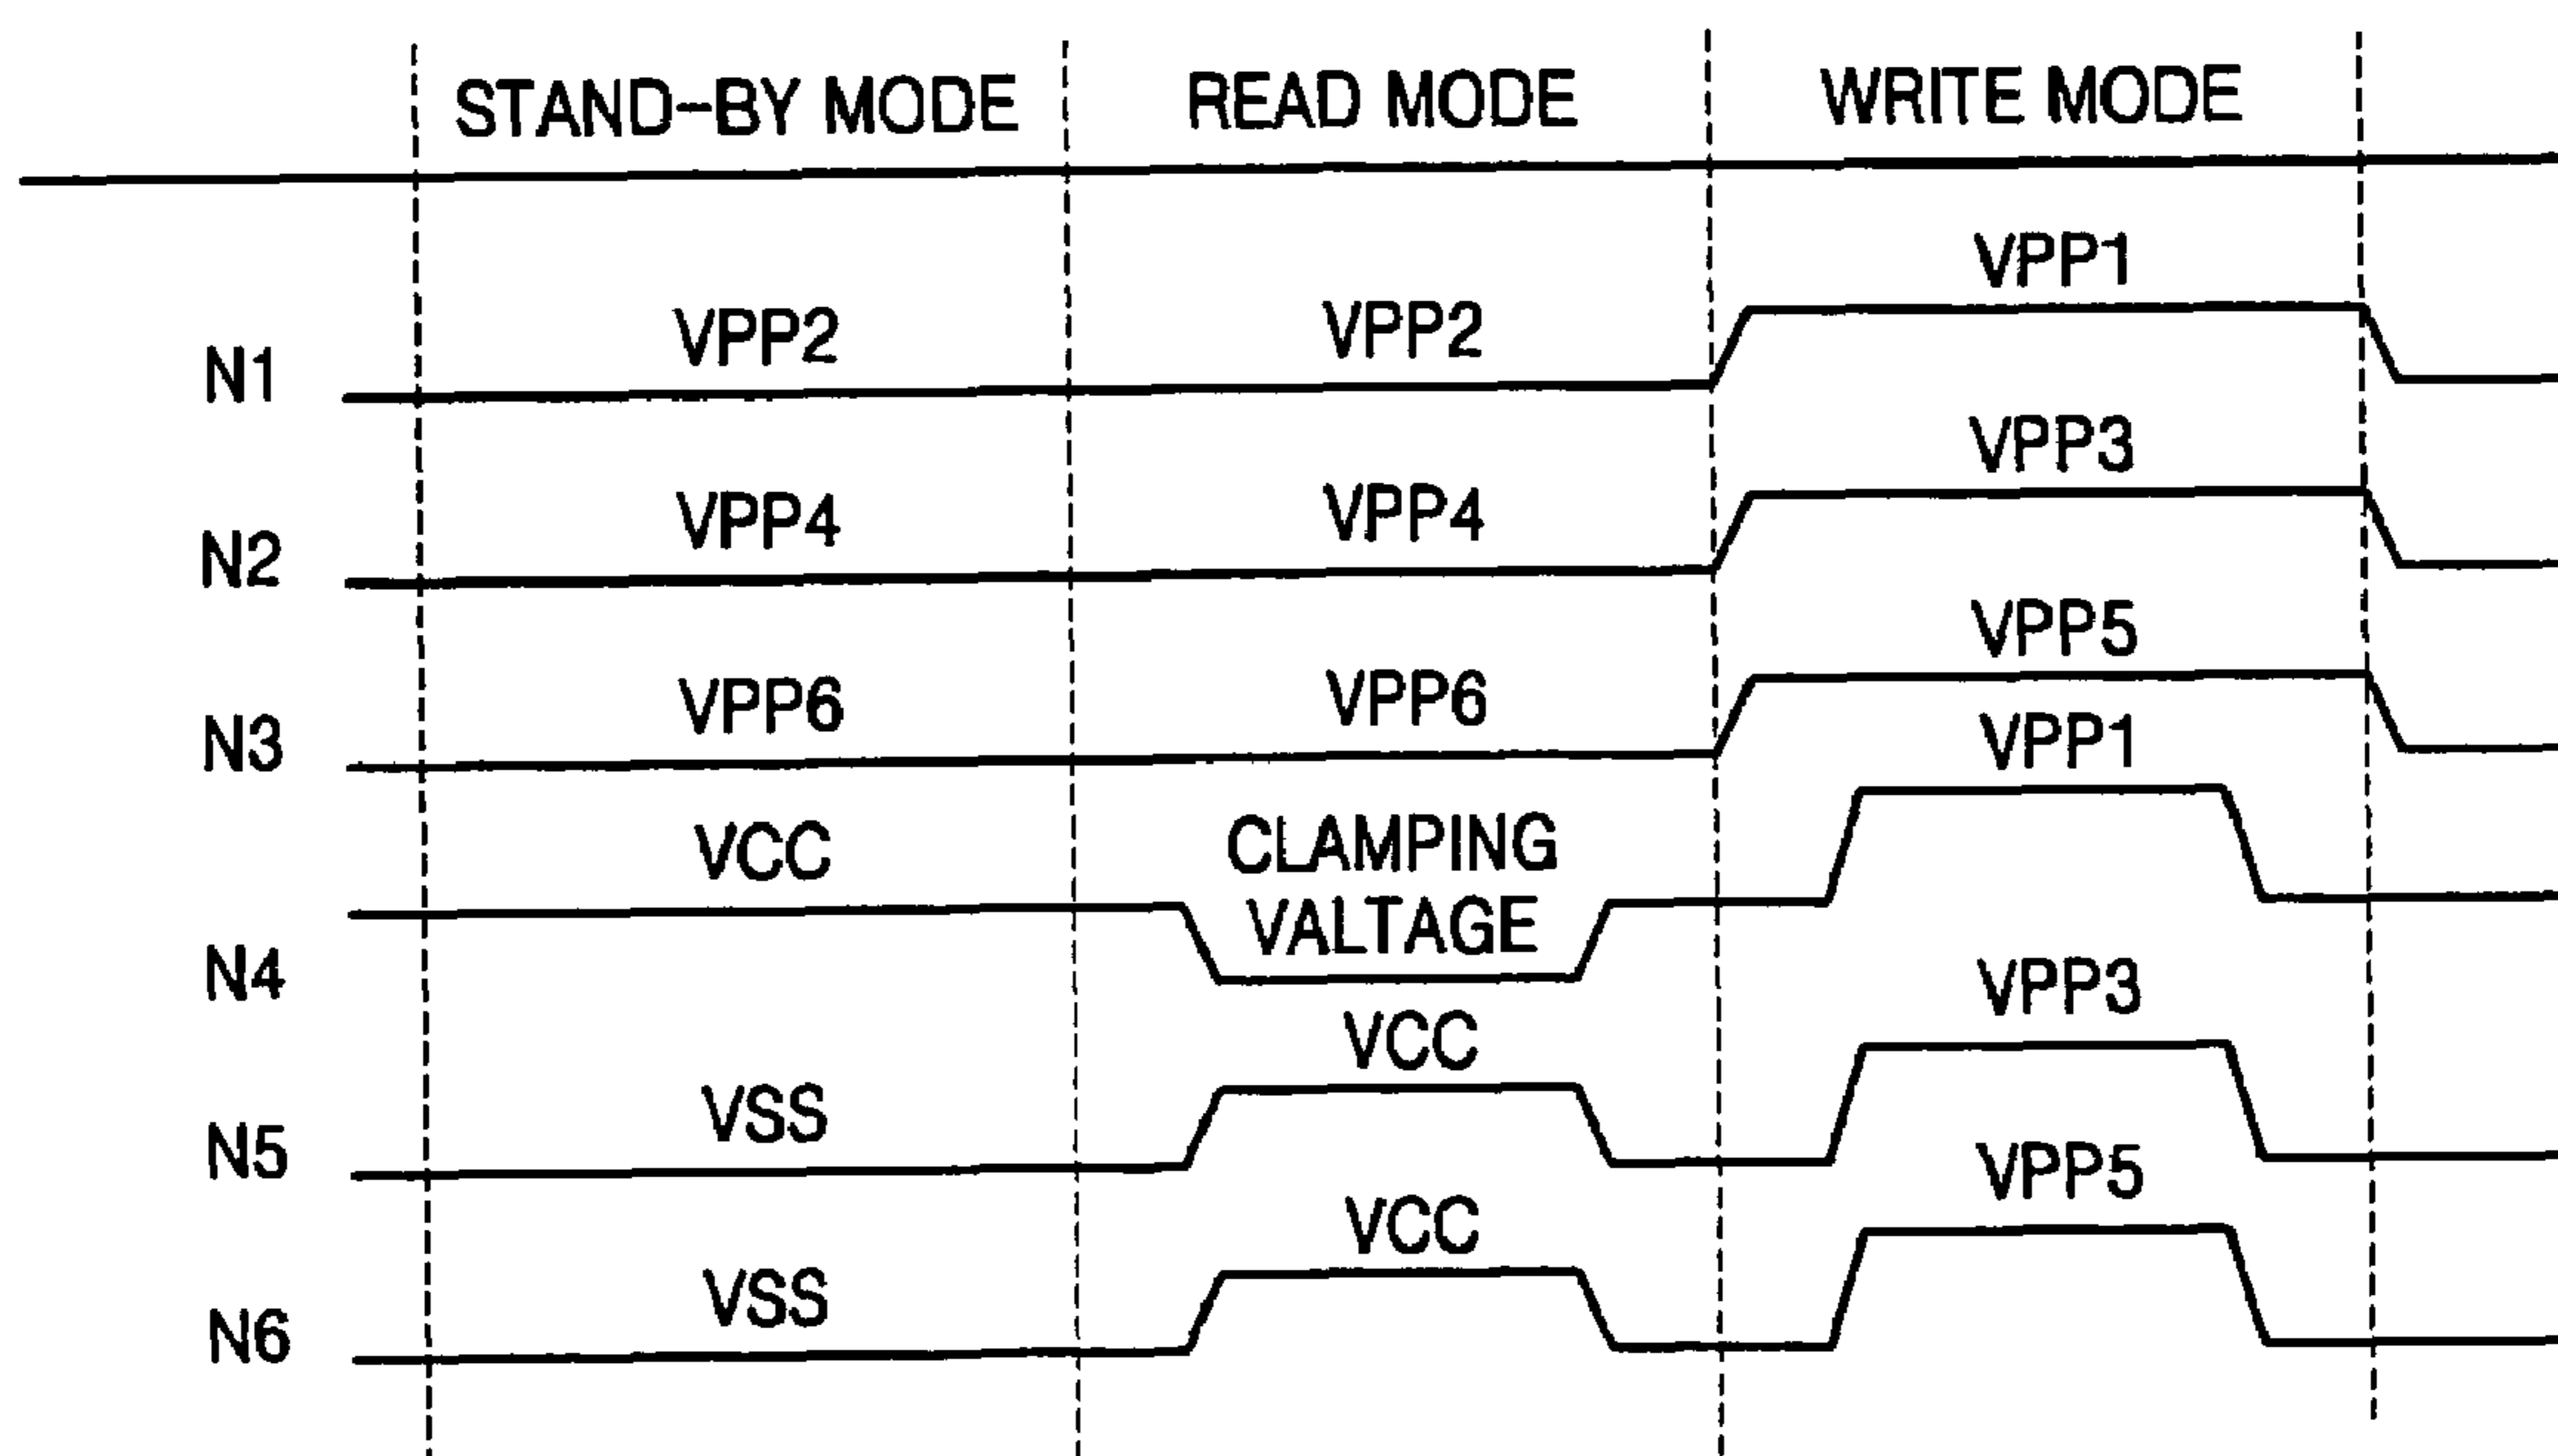 STAND-BY MODE READ MODE WRITE MODE
VPP1
N1 VPP2 VPP2
VPP3
N2 VPP4 VPP4
VPP5
N3 VPP6 VPP6
VPP1
VCC CLAMPING
VALTAGE
N4 VPP3
VCC
N5 VSS
VPP5
VCC
N6 VSS